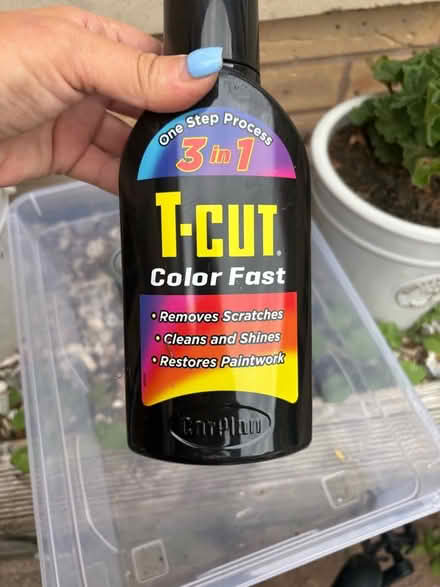 One Step Process
3 in 1
T-CUT®
Color Fast
• Removes Scratches
• Cleans and Shines
• Restores Paintwork
CarPlan